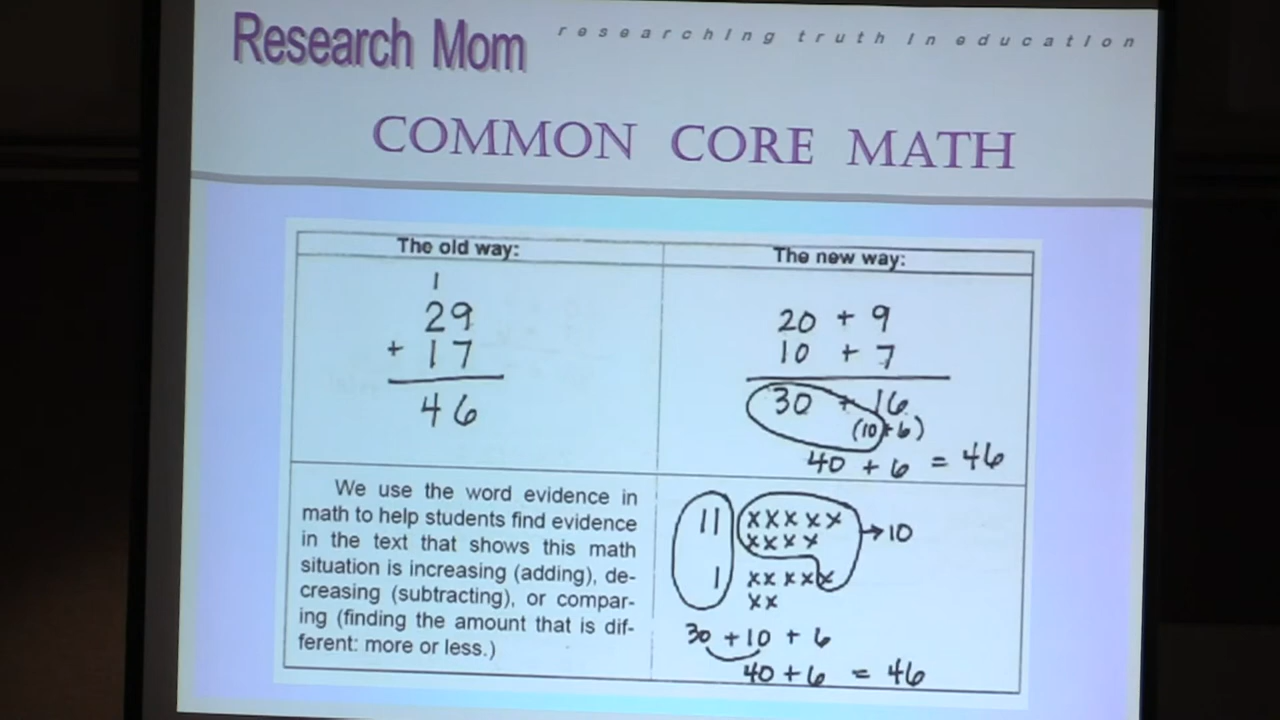 Research Mom researching truth in education
COMMON CORE MATH
The old way:
1
29
+ 17
46
The new way:
20 + 9
10 + 7
30 + 16
(10+6)
40 + 6 = 46
We use the word evidence in
math to help students find evidence
in the text that shows this math
situation is increasing (adding), de-
creasing (subtracting), or compar-
ing (finding the amount that is dif-
ferent: more or less.)
11 xxxxx
xxxx →10
1 xxxxx
xx
30 +10 + 6
40+6 = 46